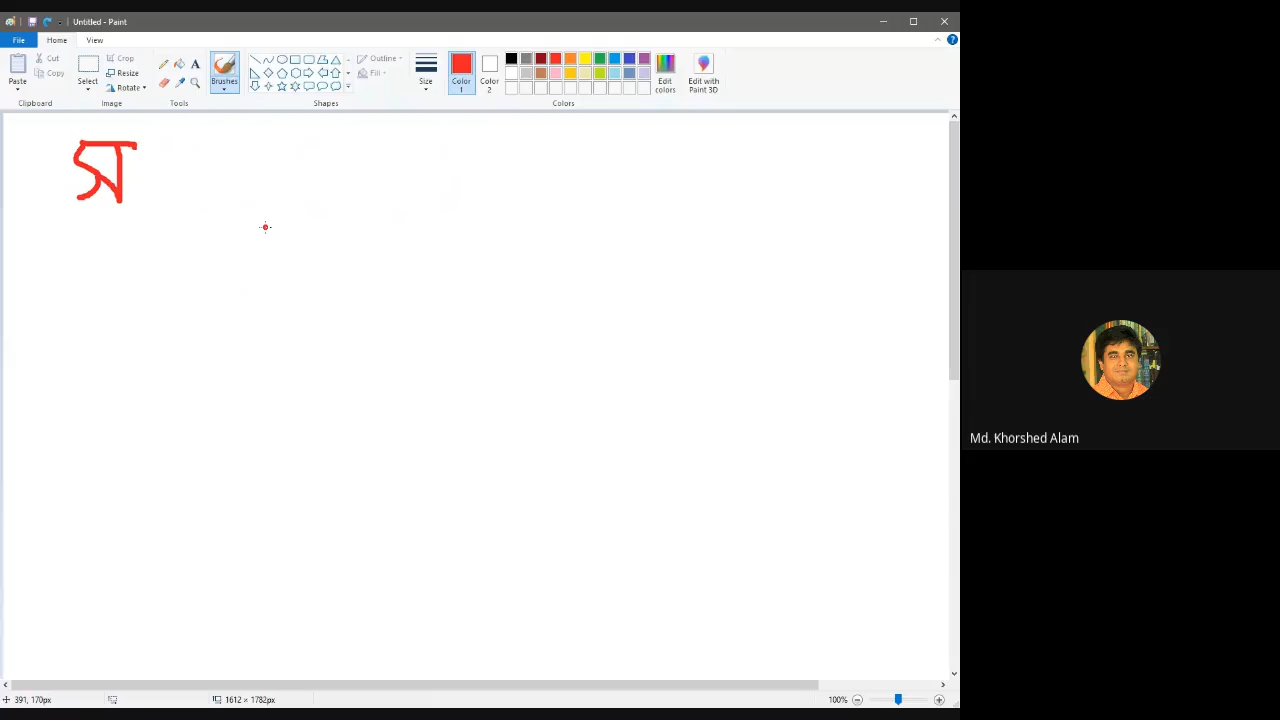 Untitled - Paint
File Home View
Paste
Cut
Copy
Clipboard
Select
Crop
Resize
Rotate
Image
Tools
Brushes
Shapes
Outline
Fill
Size
Color 1
Color 2
Edit colors
Edit with Paint 3D
Colors
স
Md. Khorshed Alam
391, 170px
1612 × 1782px
100%